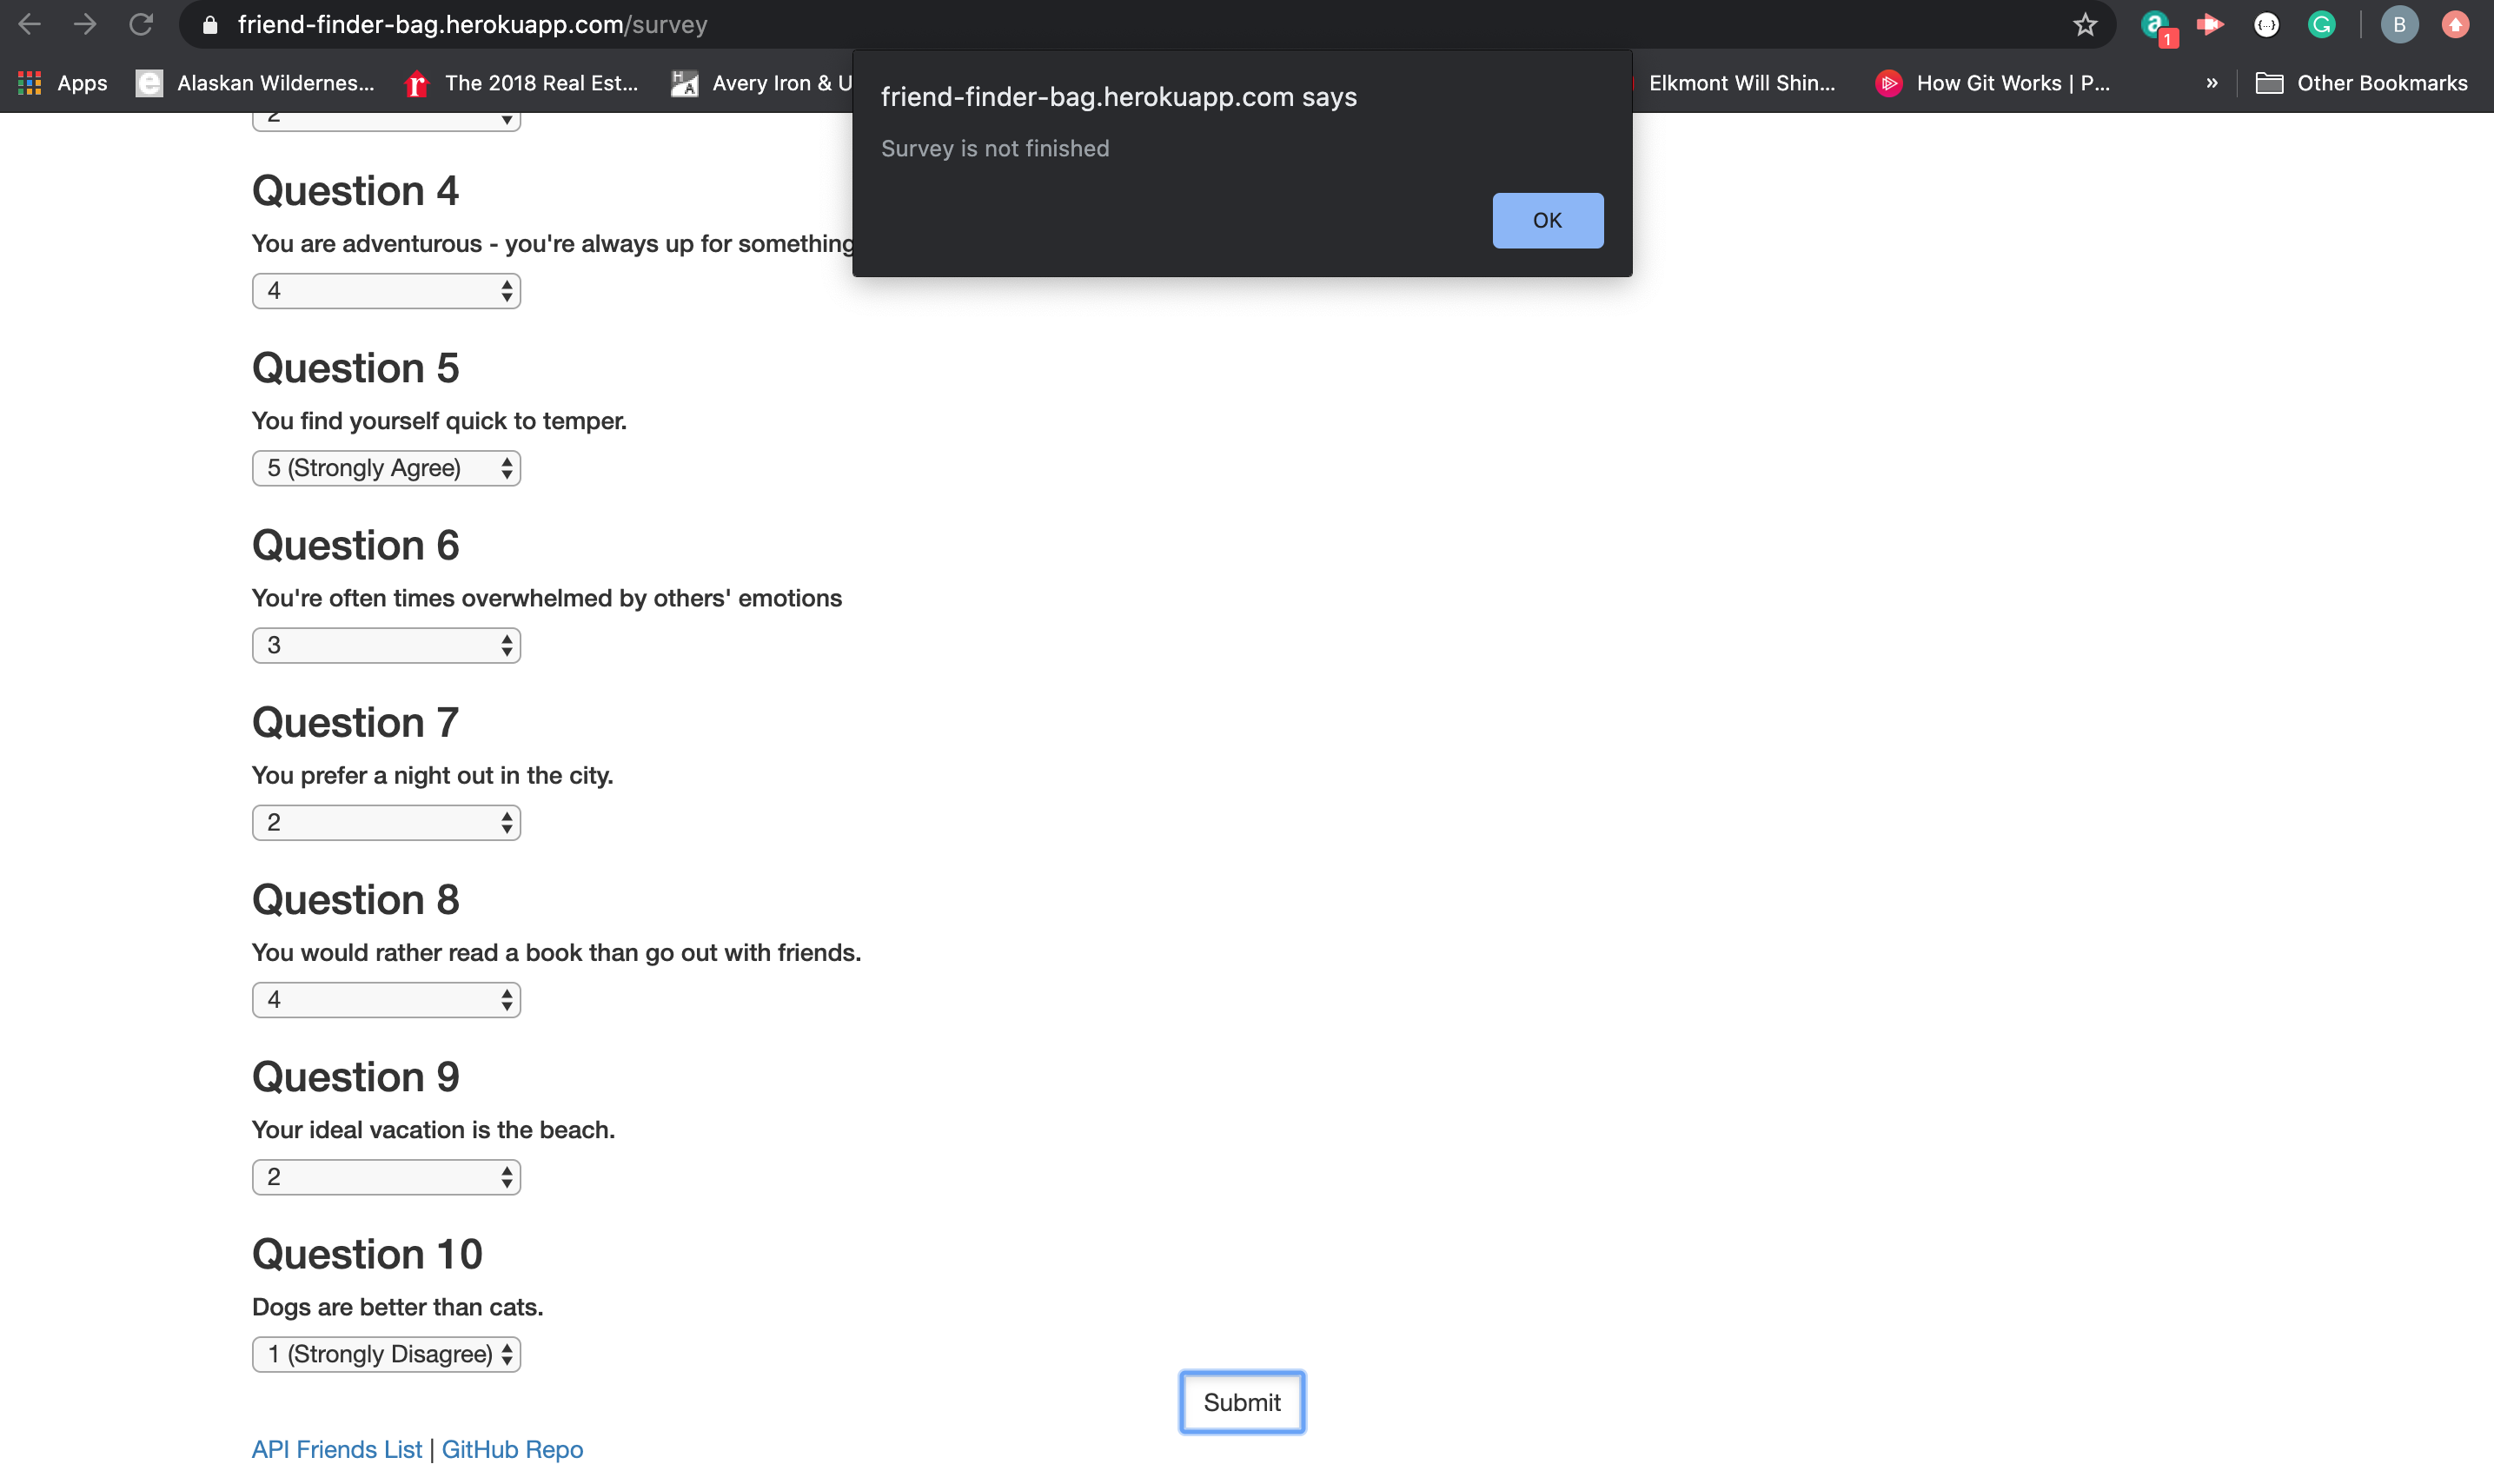 friend-finder-bag.herokuapp.com/survey
1
B
Apps
Alaskan Wildernes...
The 2018 Real Est...
Avery Iron & U
Elkmont Will Shin...
How Git Works | P...
»
Other Bookmarks
friend-finder-bag.herokuapp.com says
Survey is not finished
OK
2
Question 4
You are adventurous - you're always up for something
4
Question 5
You find yourself quick to temper.
5 (Strongly Agree)
Question 6
You're often times overwhelmed by others' emotions
3
Question 7
You prefer a night out in the city.
2
Question 8
You would rather read a book than go out with friends.
4
Question 9
Your ideal vacation is the beach.
2
Question 10
Dogs are better than cats.
1 (Strongly Disagree)
Submit
API Friends List | GitHub Repo